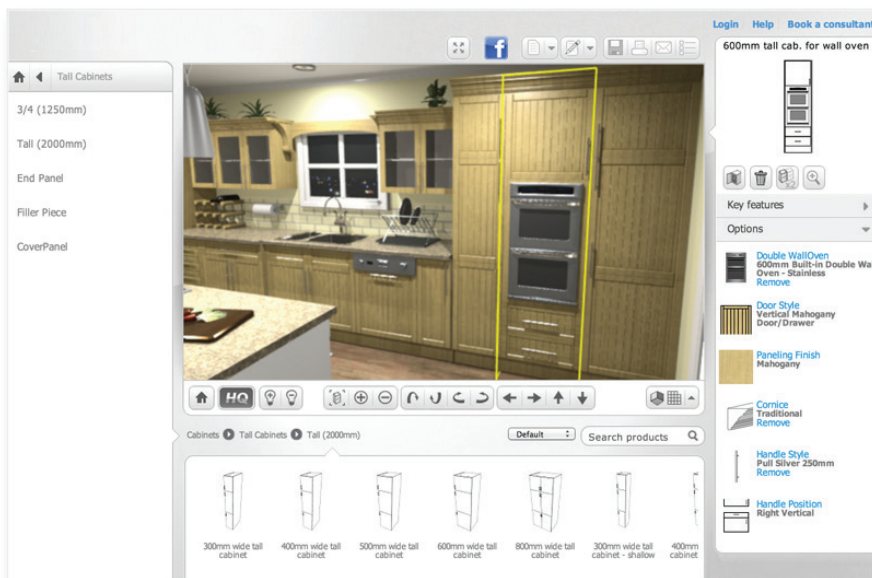 Login Help Book a consultant
600mm tall cab. for wall oven
f
Tall Cabinets
3/4 (1250mm)
Tall (2000mm)
End Panel
Filler Piece
CoverPanel
x2
Key features
Options
Double WallOven
600mm Built-in Double Wa
Oven - Stainless
Remove
Door Style
Vertical Mahogany
Door/Drawer
Paneling Finish
Mahogany
Cornice
Traditional
Remove
Handle Style
Pull Silver 250mm
Remove
Handle Position
Right Vertical
HQ
Cabinets Tall Cabinets Tall (2000mm)
Default
Search products
300mm wide tall
cabinet
400mm wide tall
cabinet
500mm wide tall
cabinet
600mm wide tall
cabinet
800mm wide tall
cabinet
300mm wide tall
cabinet - shallow
400mm
cabinet